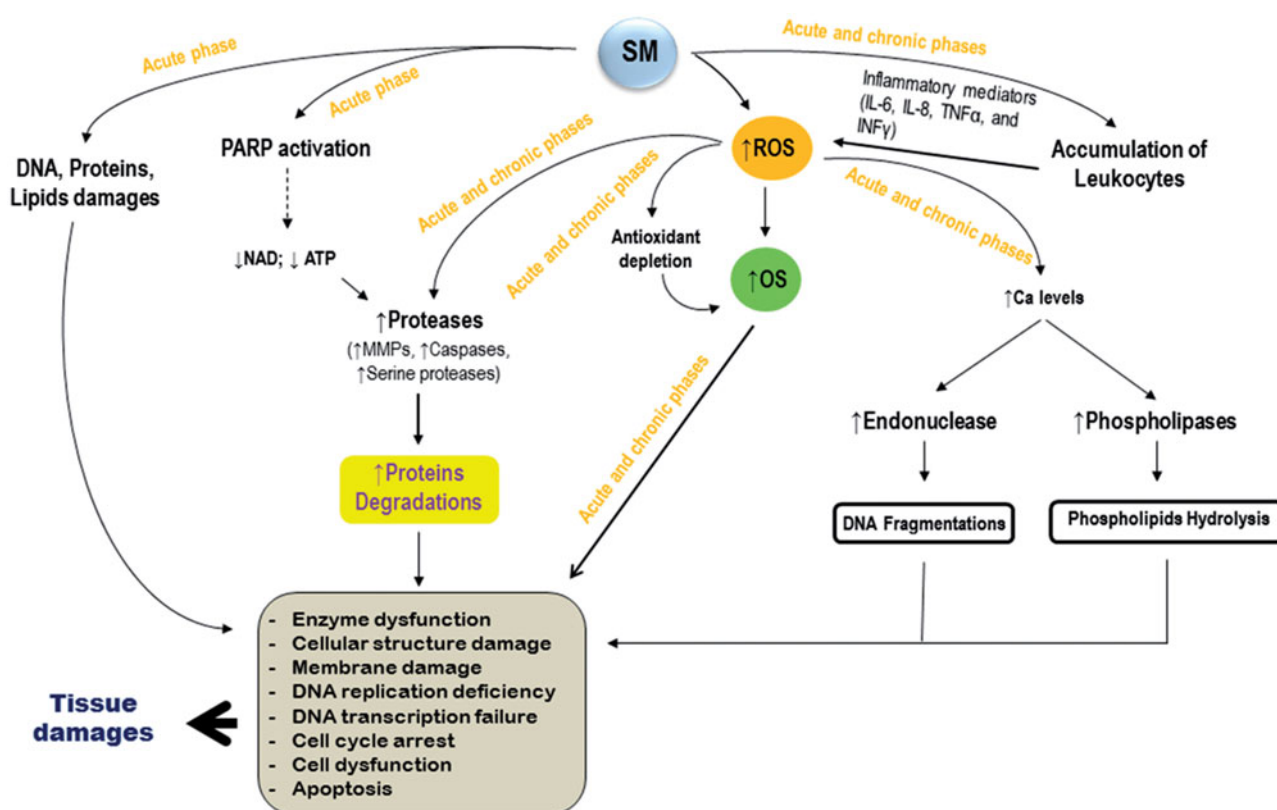 SM
Acute phase
Acute phase
Acute and chronic phases
Inflammatory mediators
(IL-6, IL-8, TNFα, and
INFγ)
PARP activation
↑ROS
DNA, Proteins,
Lipids damages
Accumulation of
Leukocytes
Acute and chronic phases
Acute and chronic phases
Acute and chronic phases
Antioxidant
depletion
↓NAD; ↓ ATP
↑OS
↑Ca levels
↑Proteases
(↑MMPs, ↑Caspases,
↑Serine proteases)
Acute and chronic phases
↑Endonuclease
↑Phospholipases
↑Proteins
Degradations
DNA Fragmentations
Phospholipids Hydrolysis
- Enzyme dysfunction
- Cellular structure damage
- Membrane damage
- DNA replication deficiency
- DNA transcription failure
- Cell cycle arrest
- Cell dysfunction
- Apoptosis
Tissue
damages